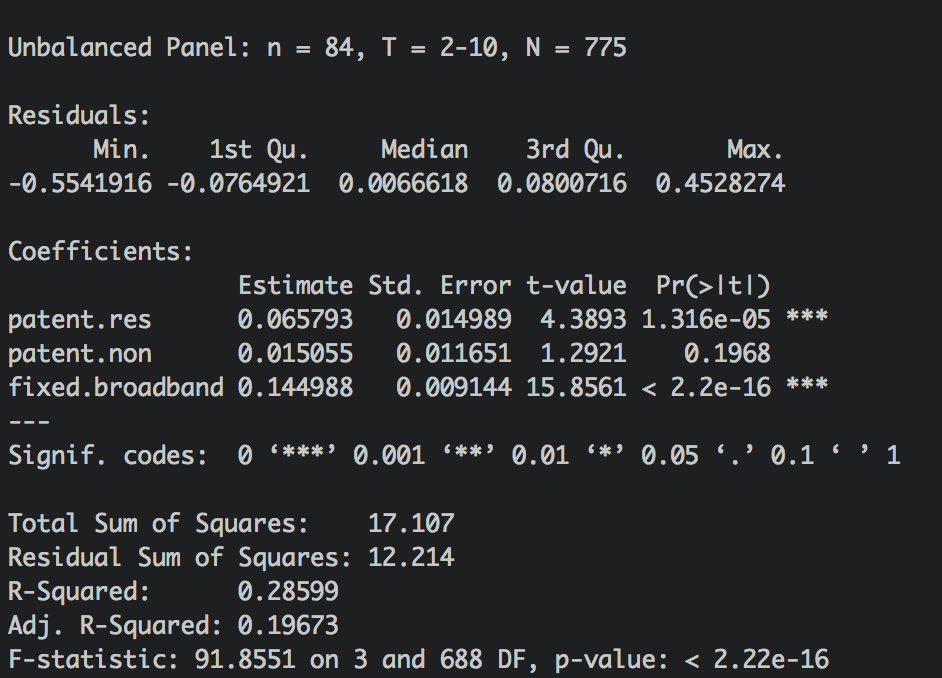 Unbalanced Panel: n = 84, T = 2-10, N = 775
Residuals:
Min. 1st Qu. Median 3rd Qu. Max.
-0.5541916 -0.0764921 0.0066618 0.0800716 0.4528274
Coefficients:
Estimate Std. Error t-value Pr(>|t|)
patent.res 0.065793 0.014989 4.3893 1.316e-05 ***
patent.non 0.015055 0.011651 1.2921 0.1968
fixed.broadband 0.144988 0.009144 15.8561 < 2.2e-16 ***
---
Signif. codes: 0 ‘***’ 0.001 ‘**’ 0.01 ‘*’ 0.05 ‘.’ 0.1 ‘ ’ 1
Total Sum of Squares: 17.107
Residual Sum of Squares: 12.214
R-Squared: 0.28599
Adj. R-Squared: 0.19673
F-statistic: 91.8551 on 3 and 688 DF, p-value: < 2.22e-16